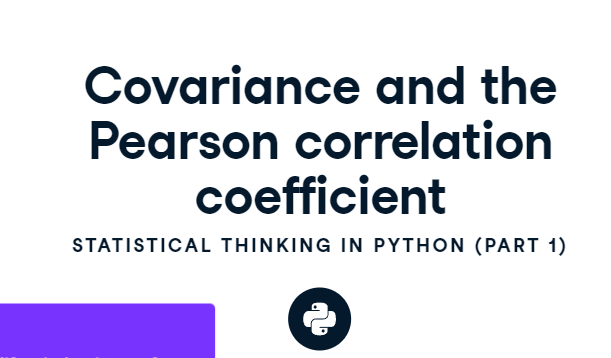 Covariance and the
Pearson correlation
coefficient
STATISTICAL THINKING IN PYTHON (PART 1)